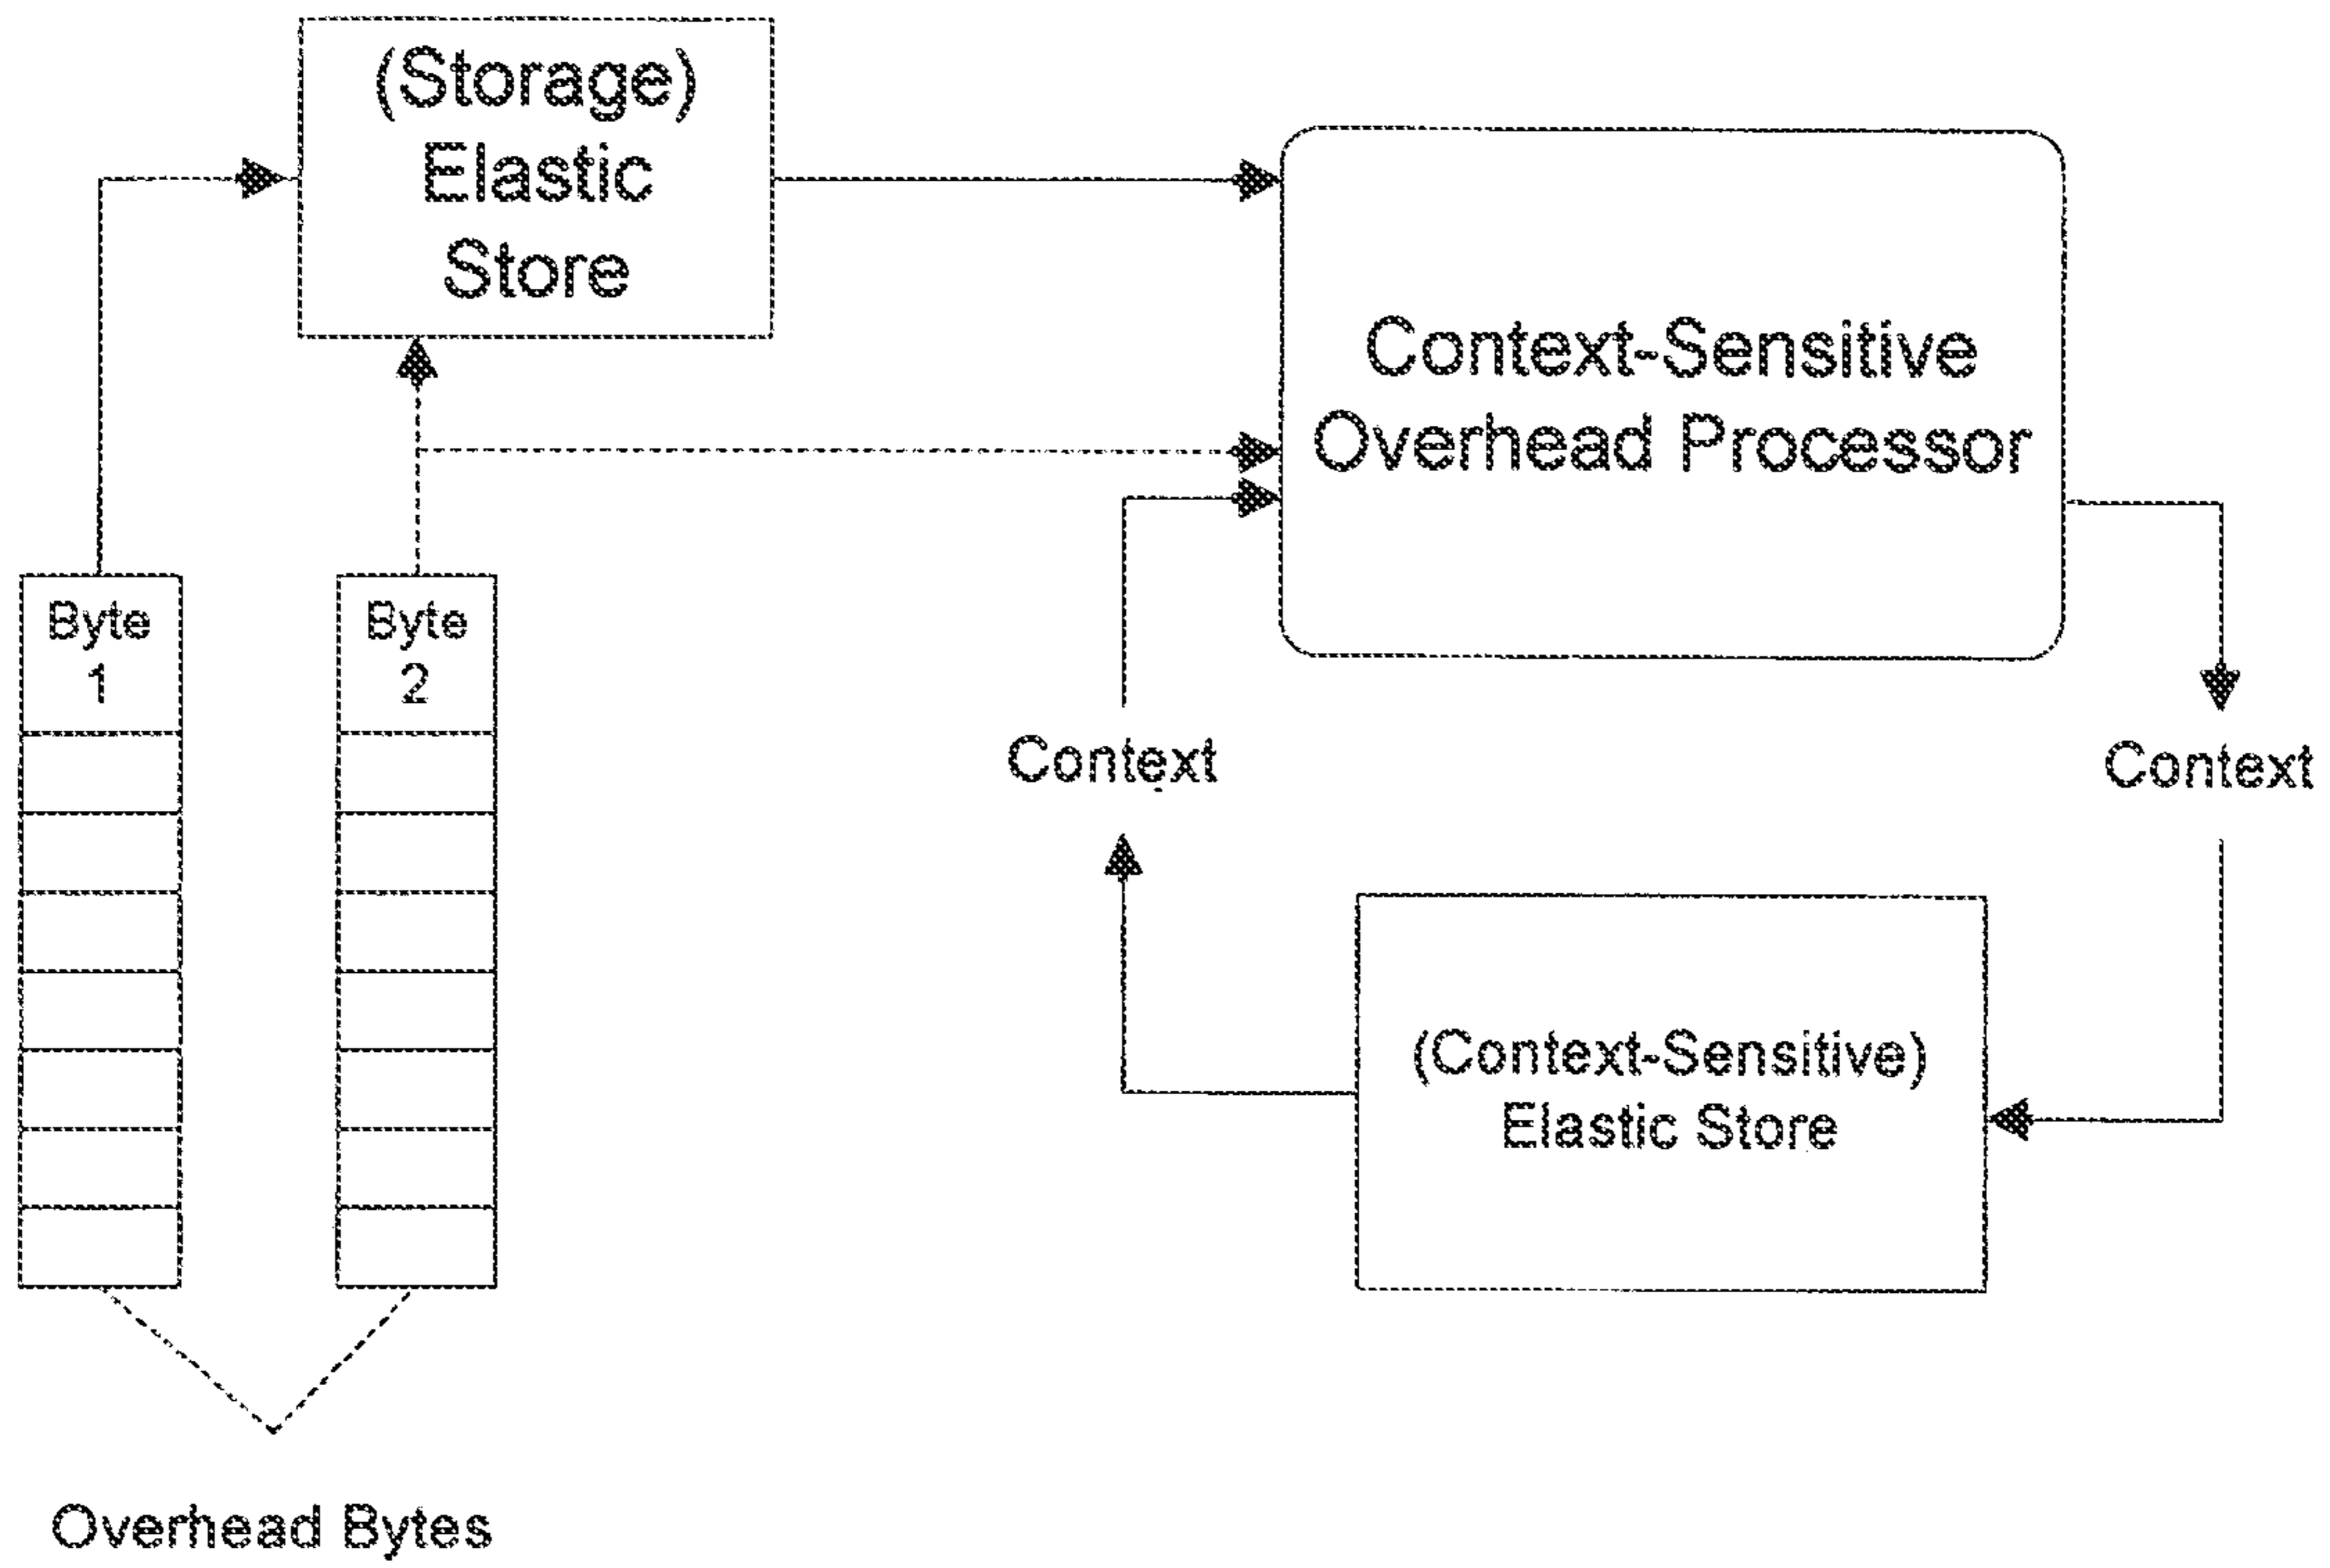 (Storage)
Elastic
Store
Context-Sensitive
Overhead Processor
Byte
1
Byte
2
Context
Context
(Context-Sensitive)
Elastic Store
Overhead Bytes